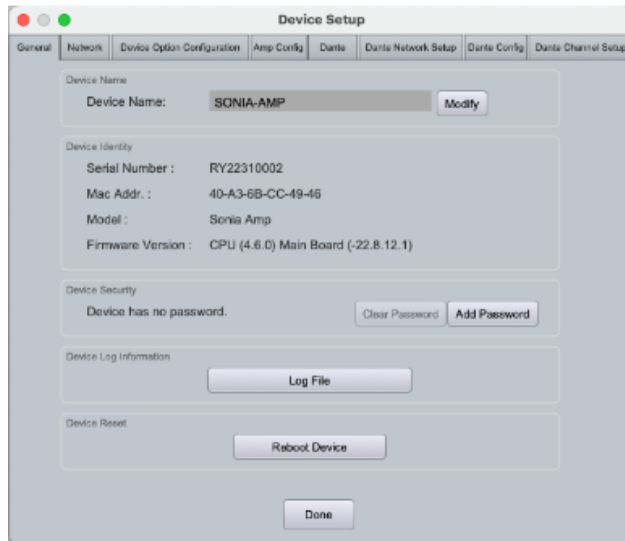 Device Setup
General Network Device Option Configuration Amp Config Dante Dante Network Setup Dante Config Dante Channel Setup
Device Name
Device Name: SONIA-AMP Modify
Device Identity
Serial Number : RY22310002
Mac Addr. : 40-A3-6B-CC-49-46
Model : Sonia Amp
Firmware Version : CPU (4.6.0) Main Board (-22.8.12.1)
Device Security
Device has no password. Clear Password Add Password
Device Log Information
Log File
Device Reset
Reboot Device
Done